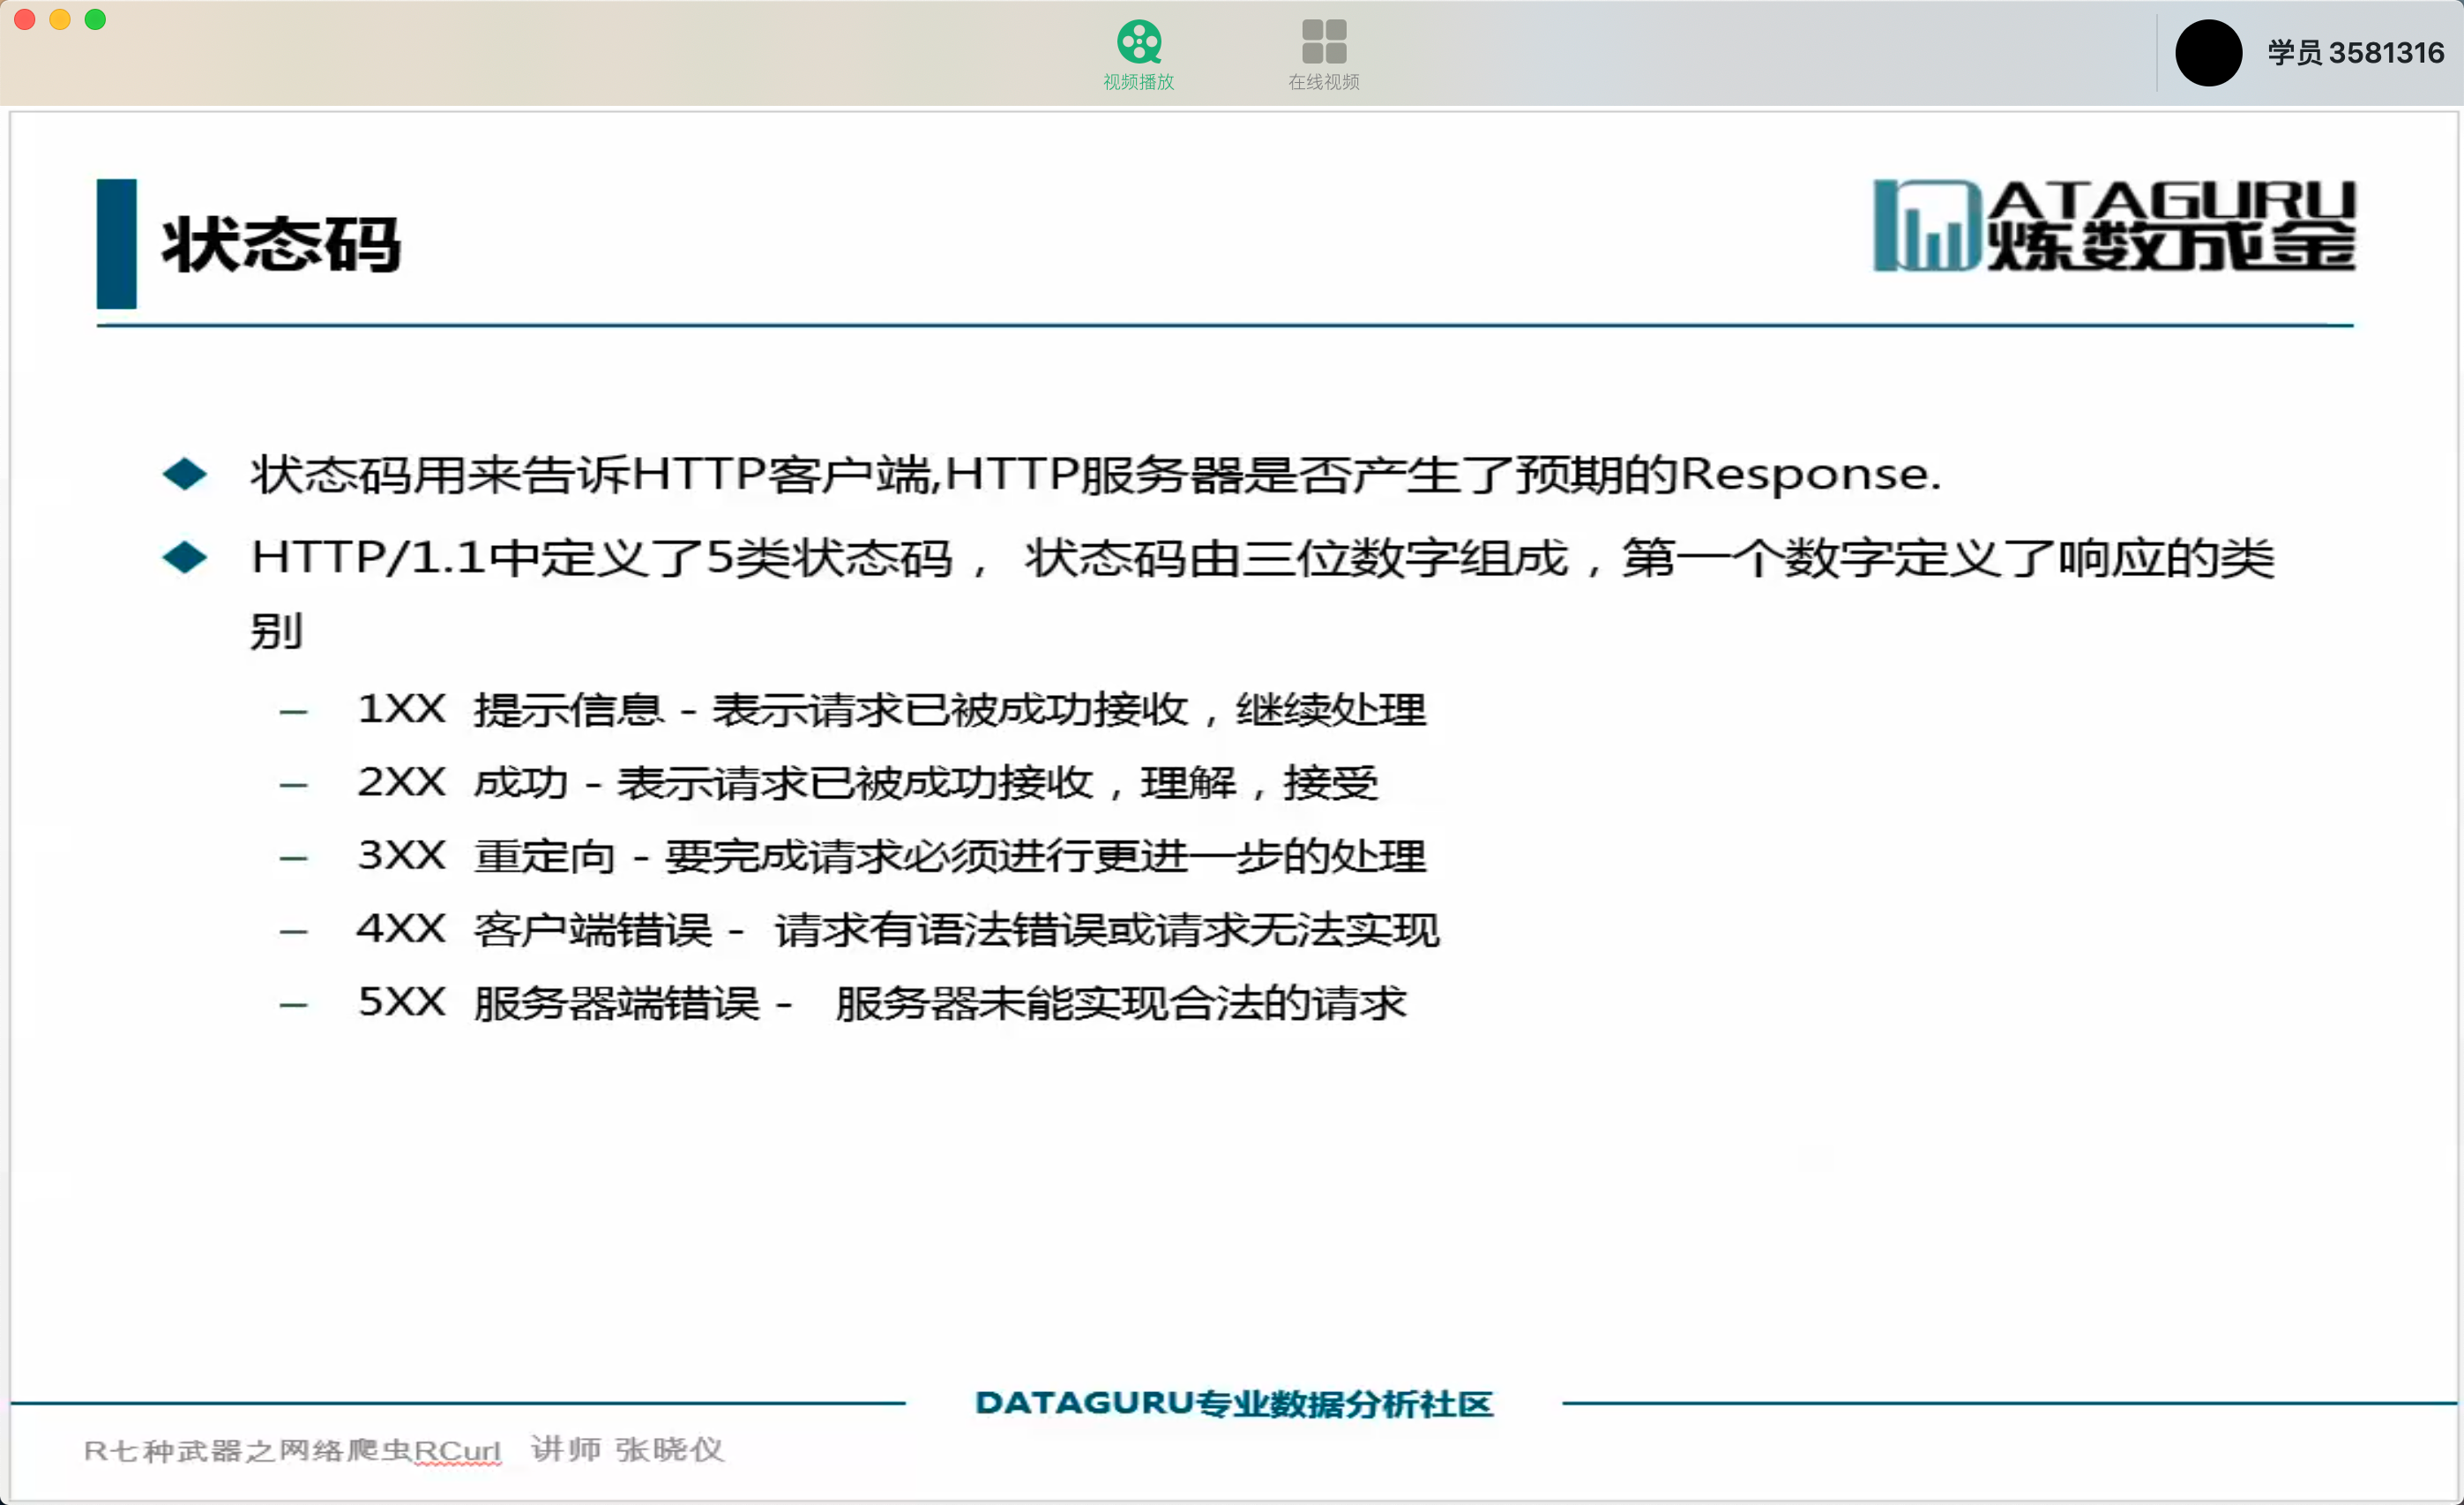 视频播放
在线视频
学员 3581316
状态码
ATAGURU
炼数成金
状态码用来告诉HTTP客户端,HTTP服务器是否产生了预期的Response.
HTTP/1.1中定义了5类状态码， 状态码由三位数字组成，第一个数字定义了响应的类
别
– 1XX 提示信息 - 表示请求已被成功接收，继续处理
– 2XX 成功 - 表示请求已被成功接收，理解，接受
– 3XX 重定向 - 要完成请求必须进行更进一步的处理
– 4XX 客户端错误 - 请求有语法错误或请求无法实现
– 5XX 服务器端错误 - 服务器未能实现合法的请求
DATAGURU专业数据分析社区
R七种武器之网络爬虫RCurl 讲师 张晓仪